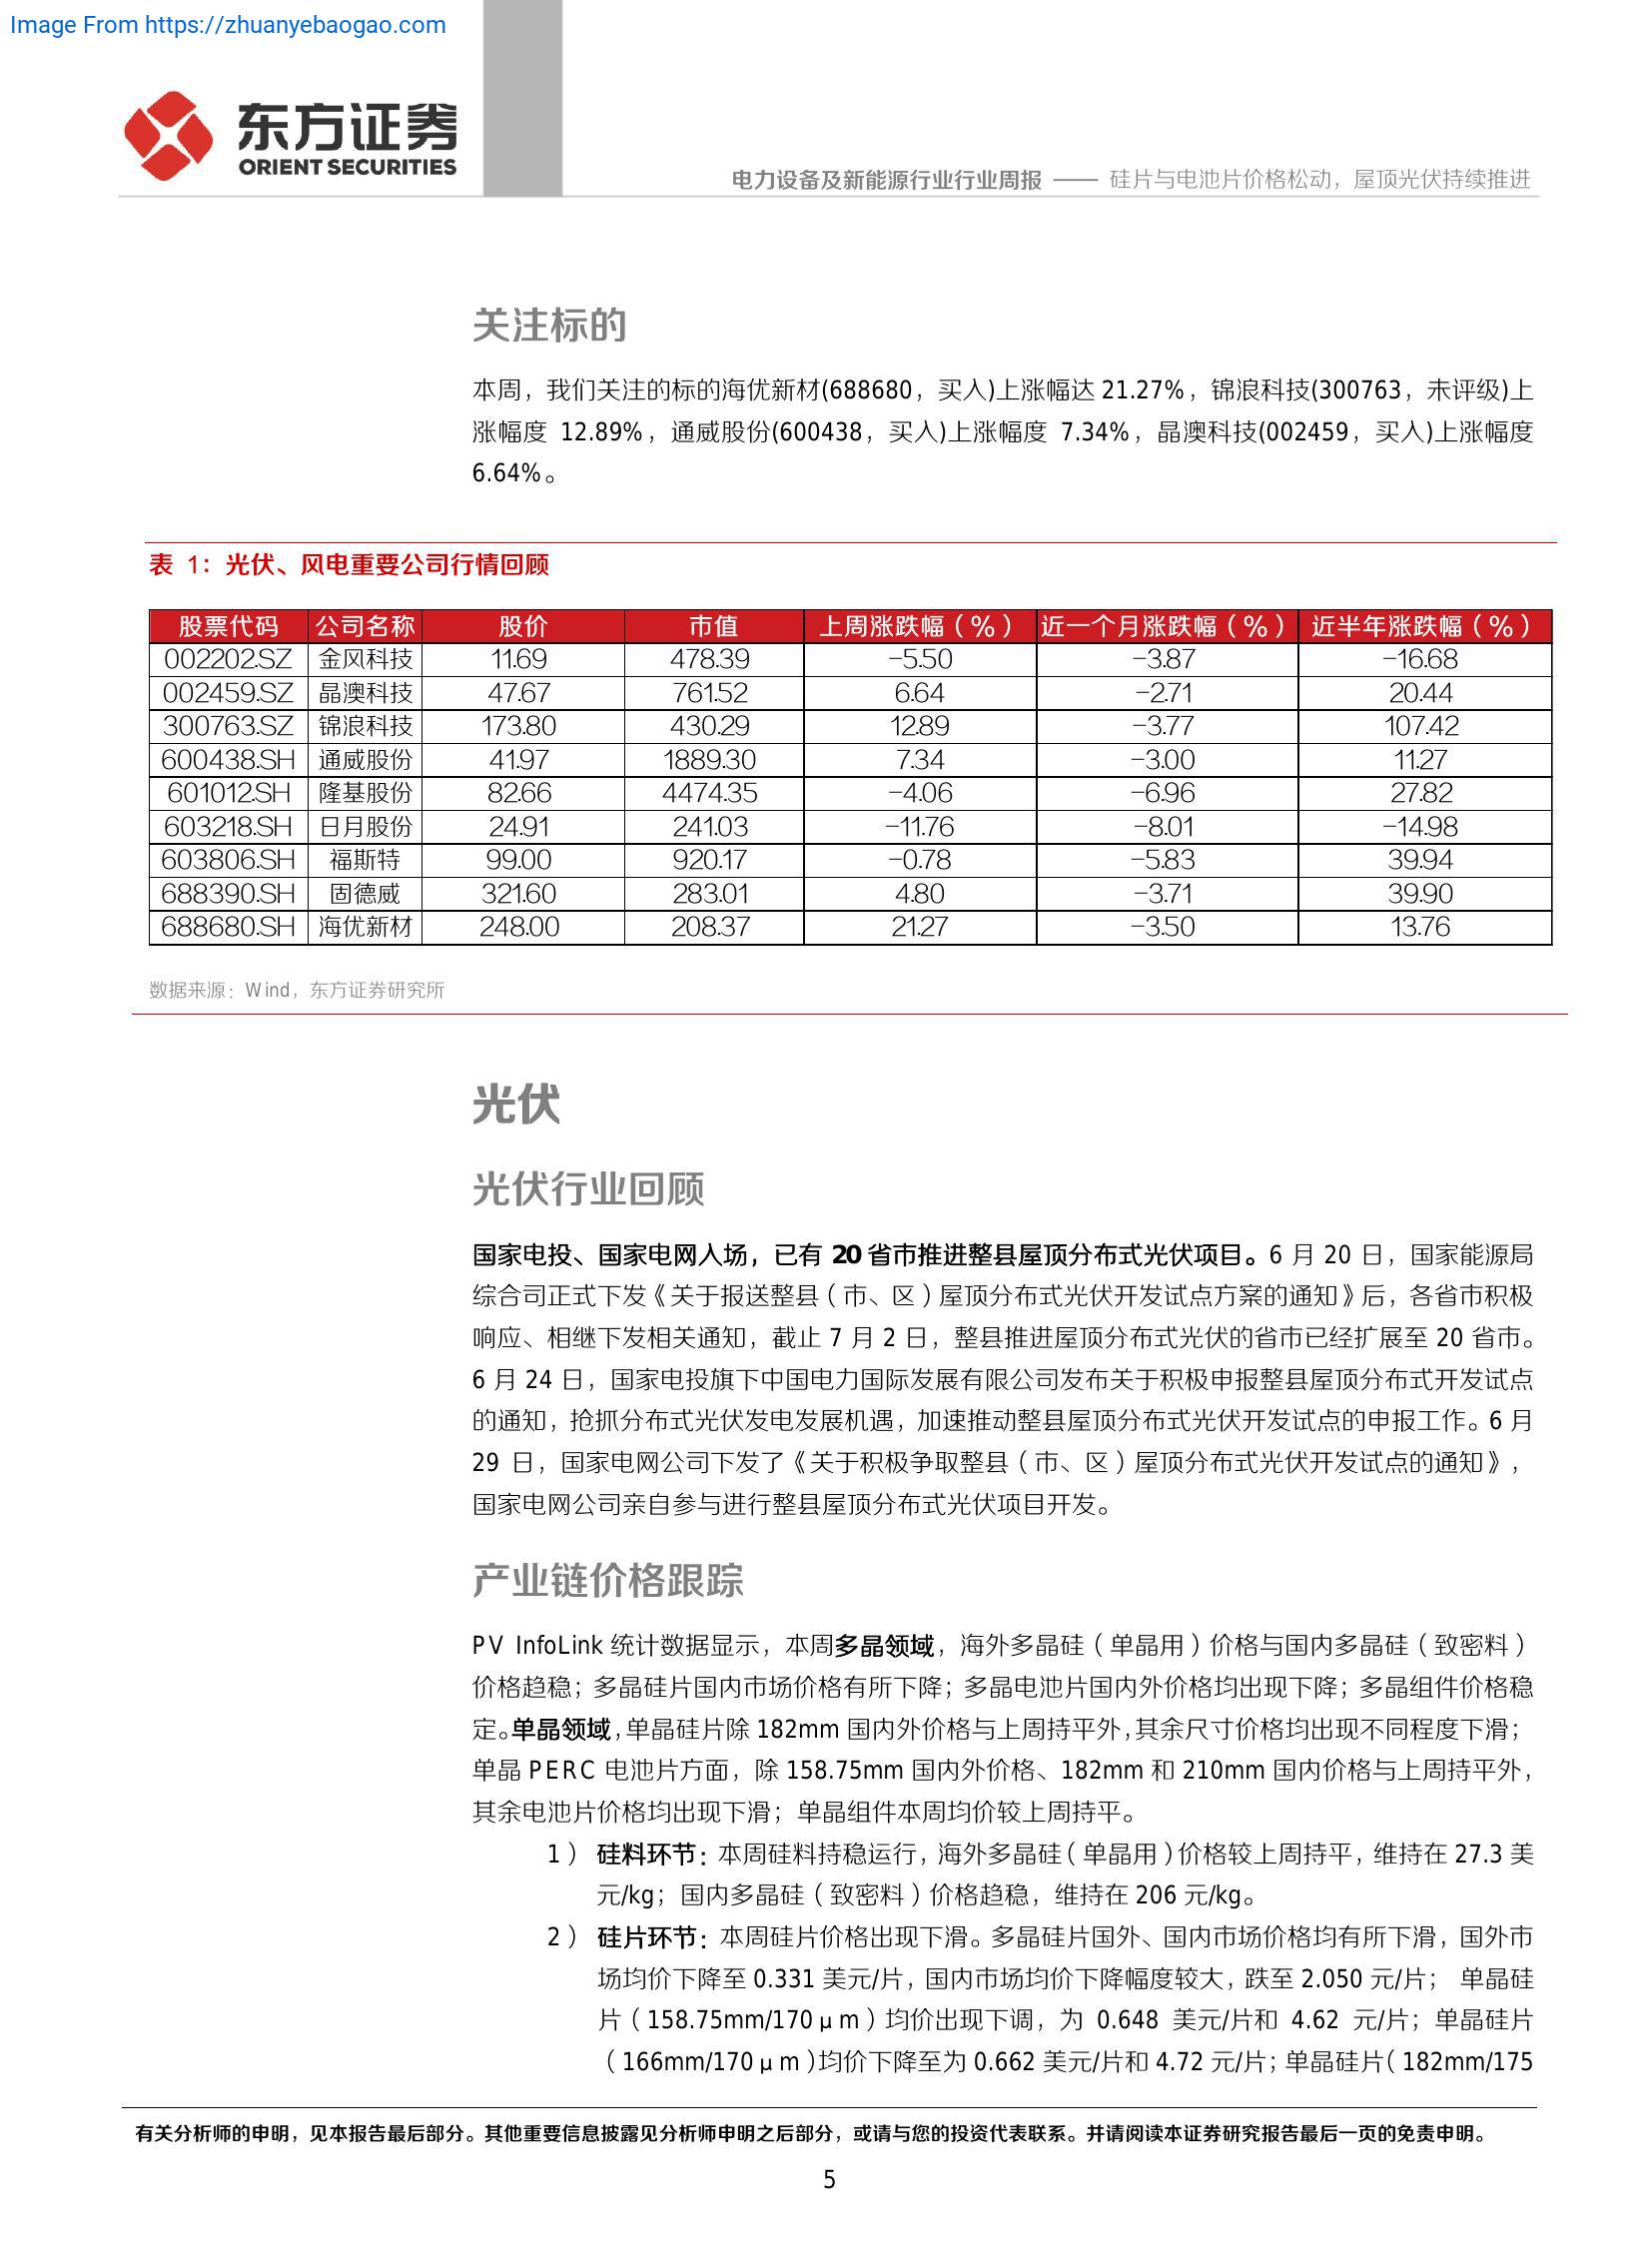 Image From https://zhuanyebaogao.com
东方证券
ORIENT SECURITIES
电力设备及新能源行业行业周报 —— 硅片与电池片价格松动，屋顶光伏持续推进
关注标的
本周，我们关注的标的海优新材(688680，买入)上涨幅达 21.27%，锦浪科技(300763，未评级)上
涨幅度 12.89%，通威股份(600438，买入)上涨幅度 7.34%，晶澳科技(002459，买入)上涨幅度
6.64%。
表 1：光伏、风电重要公司行情回顾
股票代码 公司名称 股价 市值 上周涨跌幅（%） 近一个月涨跌幅（%） 近半年涨跌幅（%）
002202.SZ 金风科技 11.69 478.39 -5.50 -3.87 -16.68
002459.SZ 晶澳科技 47.67 761.52 6.64 -2.71 20.44
300763.SZ 锦浪科技 173.80 430.29 12.89 -3.77 107.42
600438.SH 通威股份 41.97 1889.30 7.34 -3.00 11.27
601012.SH 隆基股份 82.66 4474.35 -4.06 -6.96 27.82
603218.SH 日月股份 24.91 241.03 -11.76 -8.01 -14.98
603806.SH 福斯特 99.00 920.17 -0.78 -5.83 39.94
688390.SH 固德威 321.60 283.01 4.80 -3.71 39.90
688680.SH 海优新材 248.00 208.37 21.27 -3.50 13.76
数据来源：Wind，东方证券研究所
光伏
光伏行业回顾
国家电投、国家电网入场，已有 20 省市推进整县屋顶分布式光伏项目。6 月 20 日，国家能源局
综合司正式下发《关于报送整县（市、区）屋顶分布式光伏开发试点方案的通知》后，各省市积极
响应、相继下发相关通知，截止 7 月 2 日，整县推进屋顶分布式光伏的省市已经扩展至 20 省市。
6 月 24 日，国家电投旗下中国电力国际发展有限公司发布关于积极申报整县屋顶分布式开发试点
的通知，抢抓分布式光伏发电发展机遇，加速推动整县屋顶分布式光伏开发试点的申报工作。6 月
29 日，国家电网公司下发了《关于积极争取整县（市、区）屋顶分布式光伏开发试点的通知》，
国家电网公司亲自参与进行整县屋顶分布式光伏项目开发。
产业链价格跟踪
PV InfoLink 统计数据显示，本周多晶领域，海外多晶硅（单晶用）价格与国内多晶硅（致密料）
价格趋稳；多晶硅片国内市场价格有所下降；多晶电池片国内外价格均出现下降；多晶组件价格稳
定。单晶领域，单晶硅片除 182mm 国内外价格与上周持平外，其余尺寸价格均出现不同程度下滑；
单晶 PERC 电池片方面，除 158.75mm 国内外价格、182mm 和 210mm 国内价格与上周持平外，
其余电池片价格均出现下滑；单晶组件本周均价较上周持平。
1） 硅料环节：本周硅料持稳运行，海外多晶硅（单晶用）价格较上周持平，维持在 27.3 美
元/kg；国内多晶硅（致密料）价格趋稳，维持在 206 元/kg。
2） 硅片环节：本周硅片价格出现下滑。多晶硅片国外、国内市场价格均有所下滑，国外市
场均价下降至 0.331 美元/片，国内市场均价下降幅度较大，跌至 2.050 元/片； 单晶硅
片（158.75mm/170μm）均价出现下调，为 0.648 美元/片和 4.62 元/片；单晶硅片
（166mm/170μm）均价下降至为 0.662 美元/片和 4.72 元/片；单晶硅片（182mm/175
有关分析师的申明，见本报告最后部分。其他重要信息披露见分析师申明之后部分，或请与您的投资代表联系。并请阅读本证券研究报告最后一页的免责申明。
5